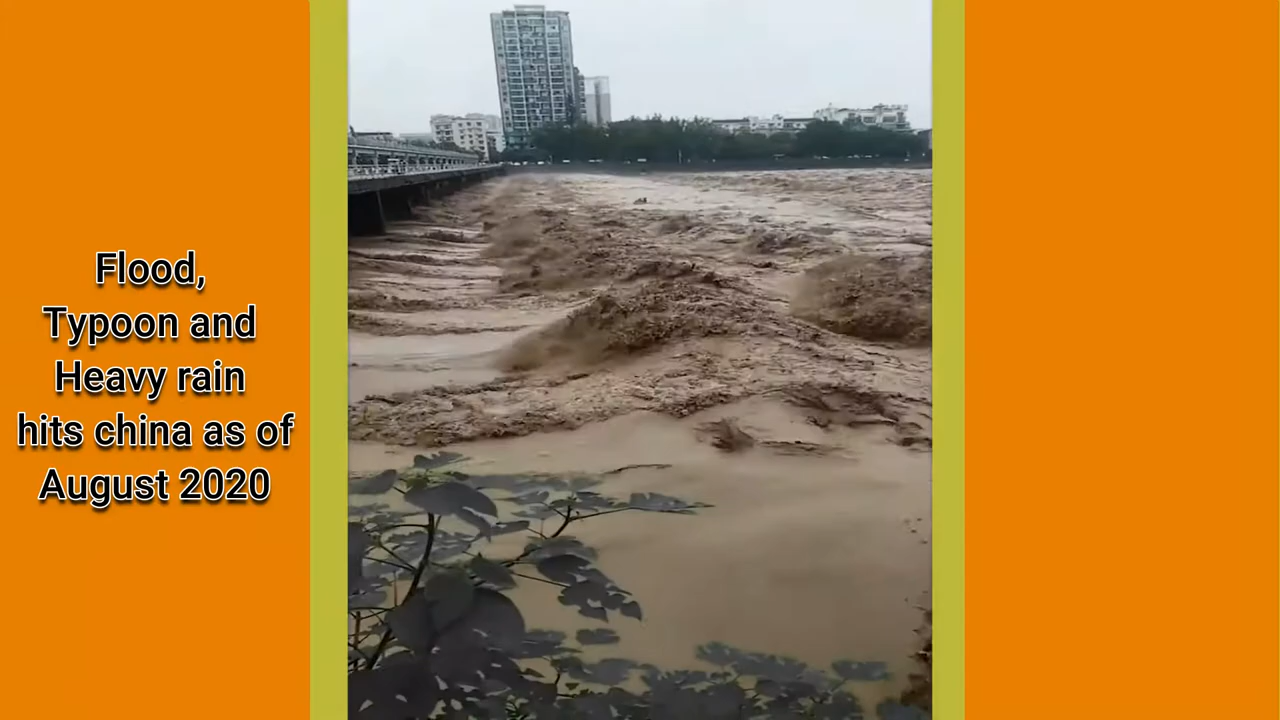 Flood,
Typoon and
Heavy rain
hits china as of
August 2020